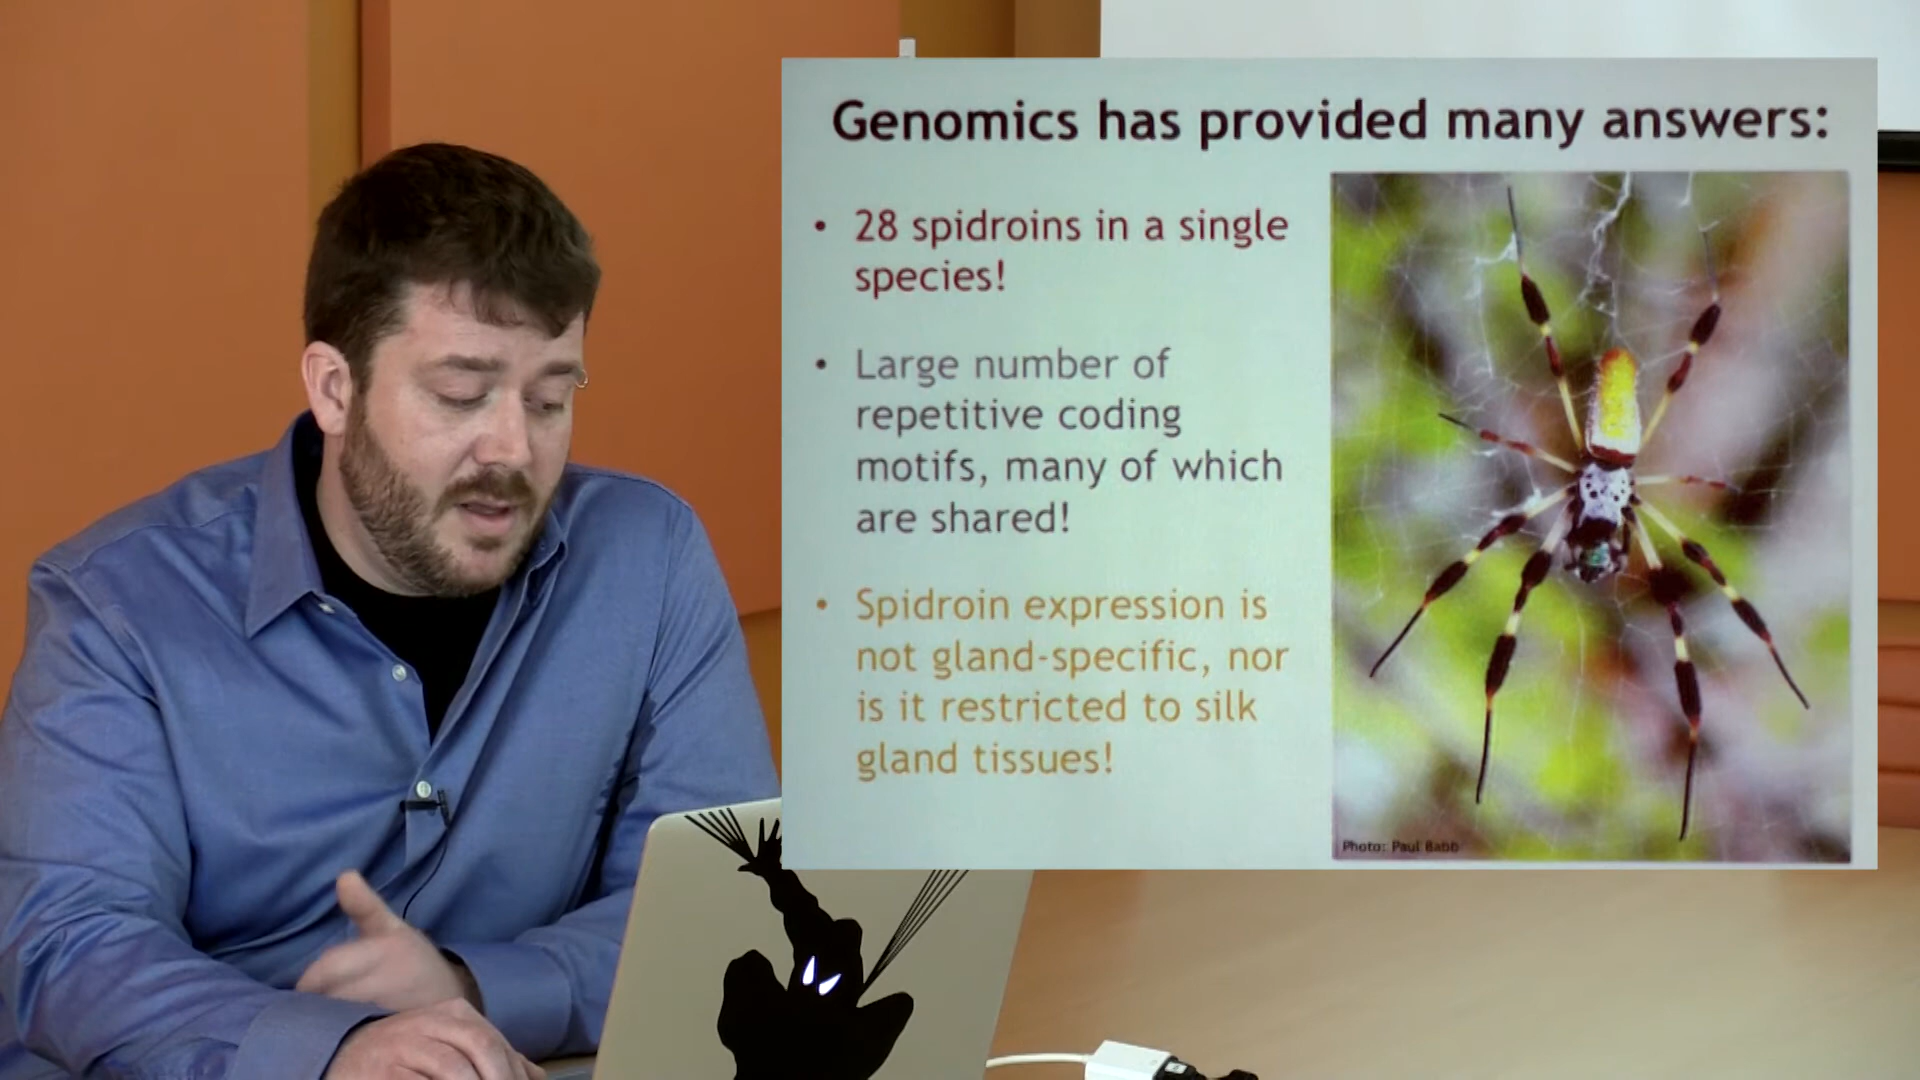 Genomics has provided many answers:
• 28 spidroins in a single
species!
• Large number of
repetitive coding
motifs, many of which
are shared!
• Spidroin expression is
not gland-specific, nor
is it restricted to silk
gland tissues!
Photo: Paul Babb